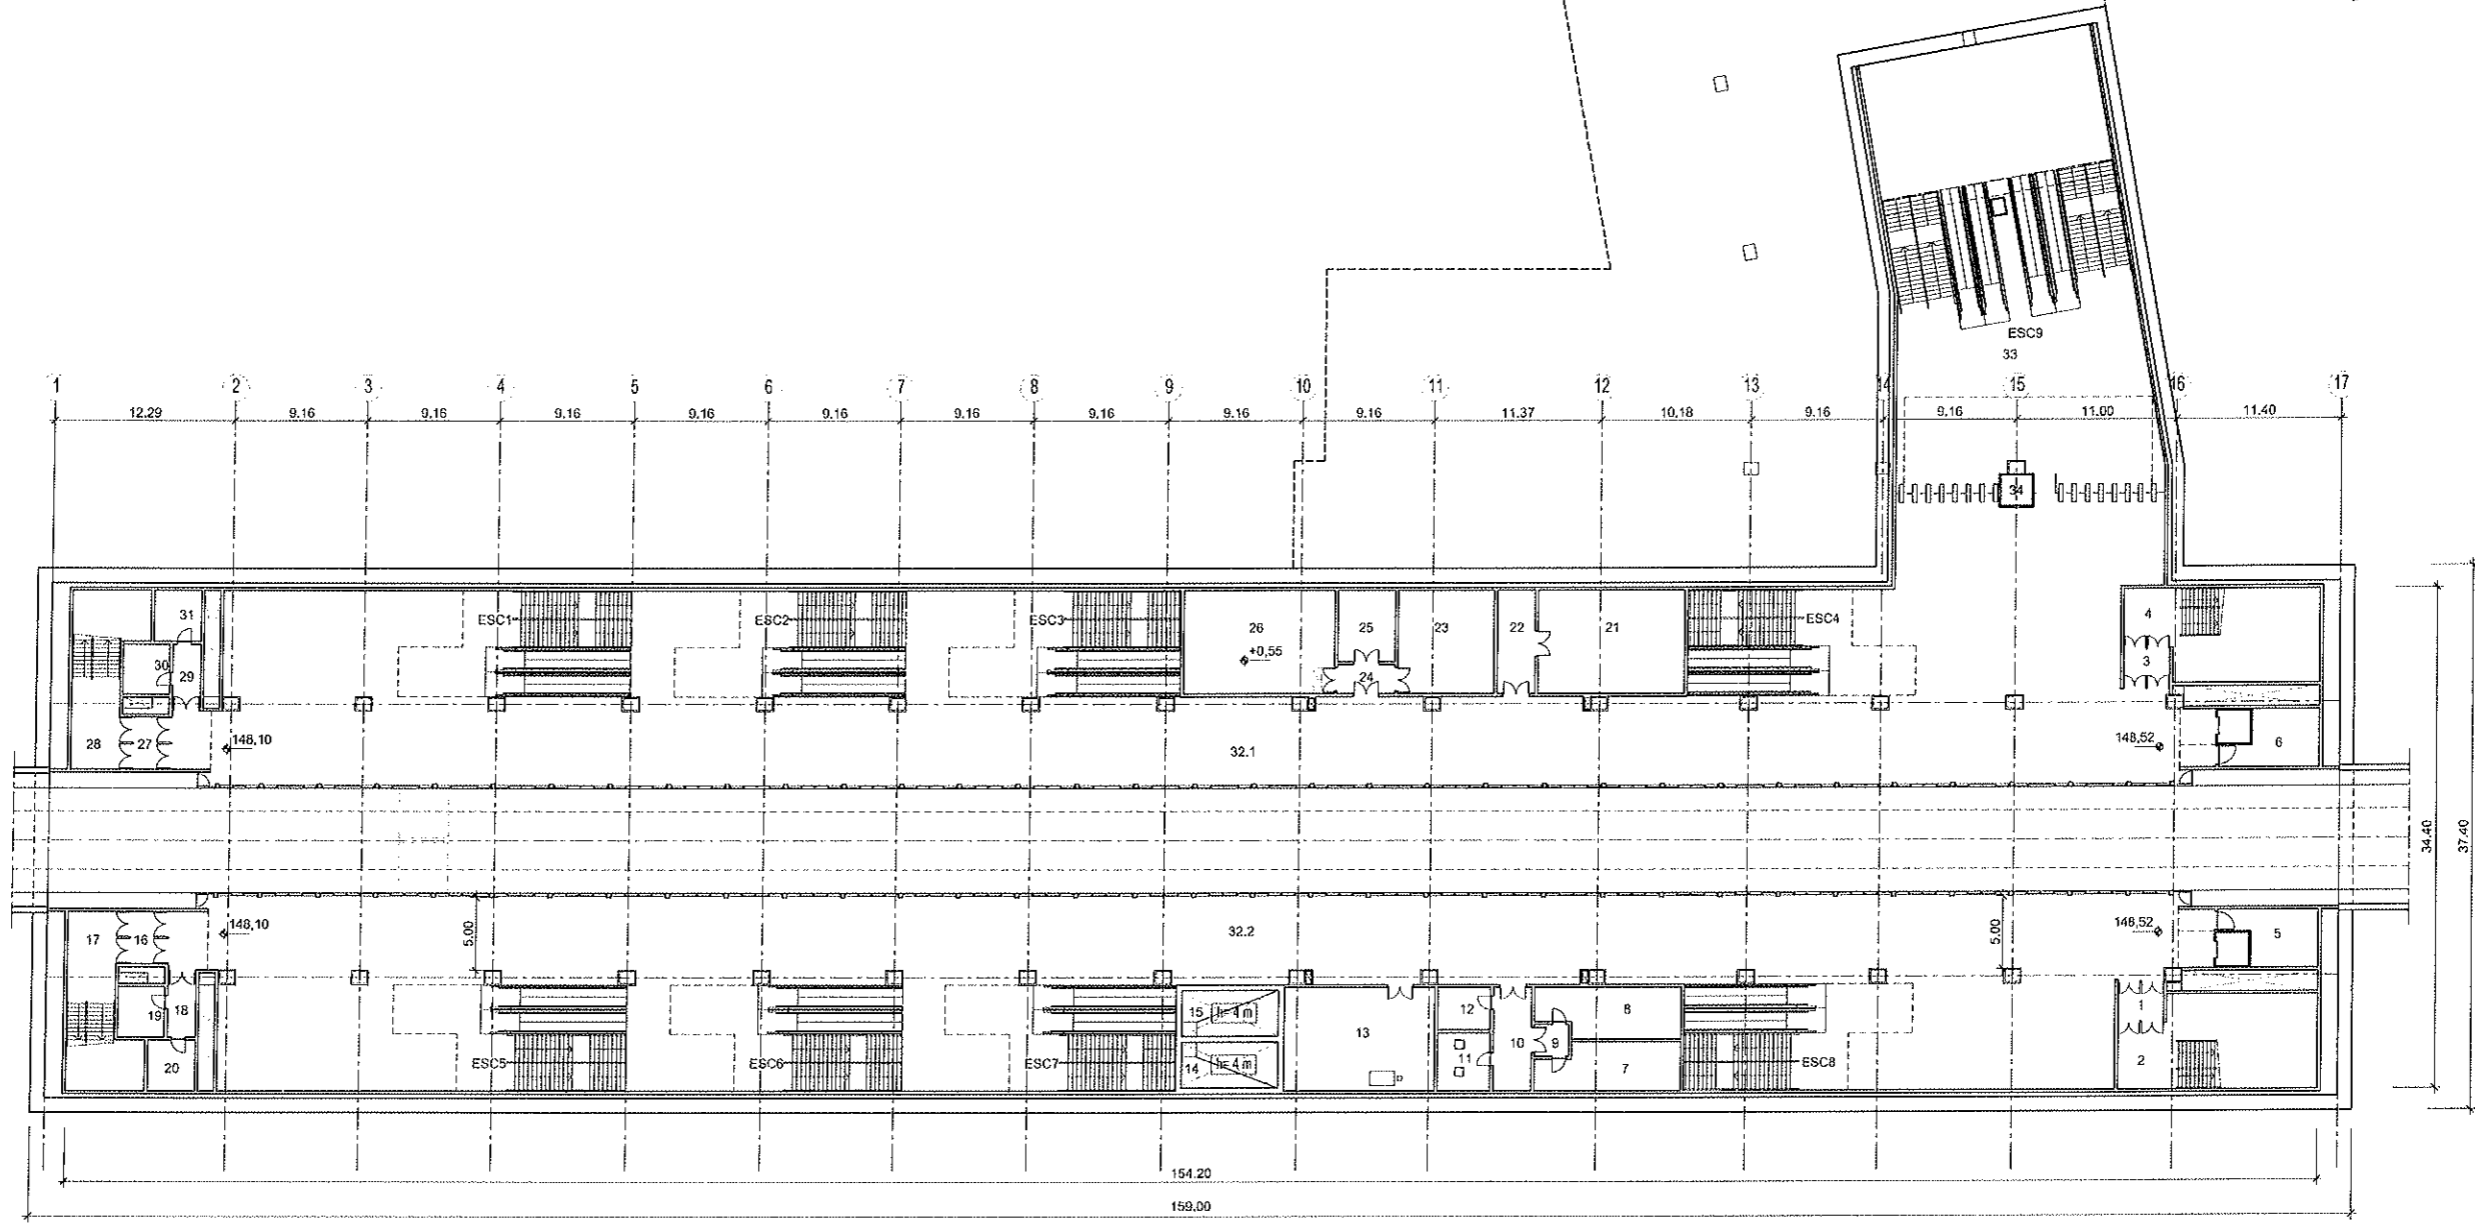 ESC9
33
1 2 3 4 5 6 7 8 9 10 11 12 13 14 15 16 17
12.29 9.16 9.16 9.16 9.16 9.16 9.16 9.16 9.16 9.16 11.37 10.18 9.16 9.16 11.00 11.40
34
31 ESC1 ESC2 ESC3 26 25 23 22 21 ESC4 4
30 29 +0,55 24 3
28 27 148,10 32.1 148,52 6
34.40
37.40
17 16 148,10 5.00 32.2 5.00 148,52 5
19 18 15 h= 4 m 13 12 10 8 9 1
20 ESC5 ESC6 ESC7 14 h= 4 m 11 7 ESC8 2
154.20
159,00